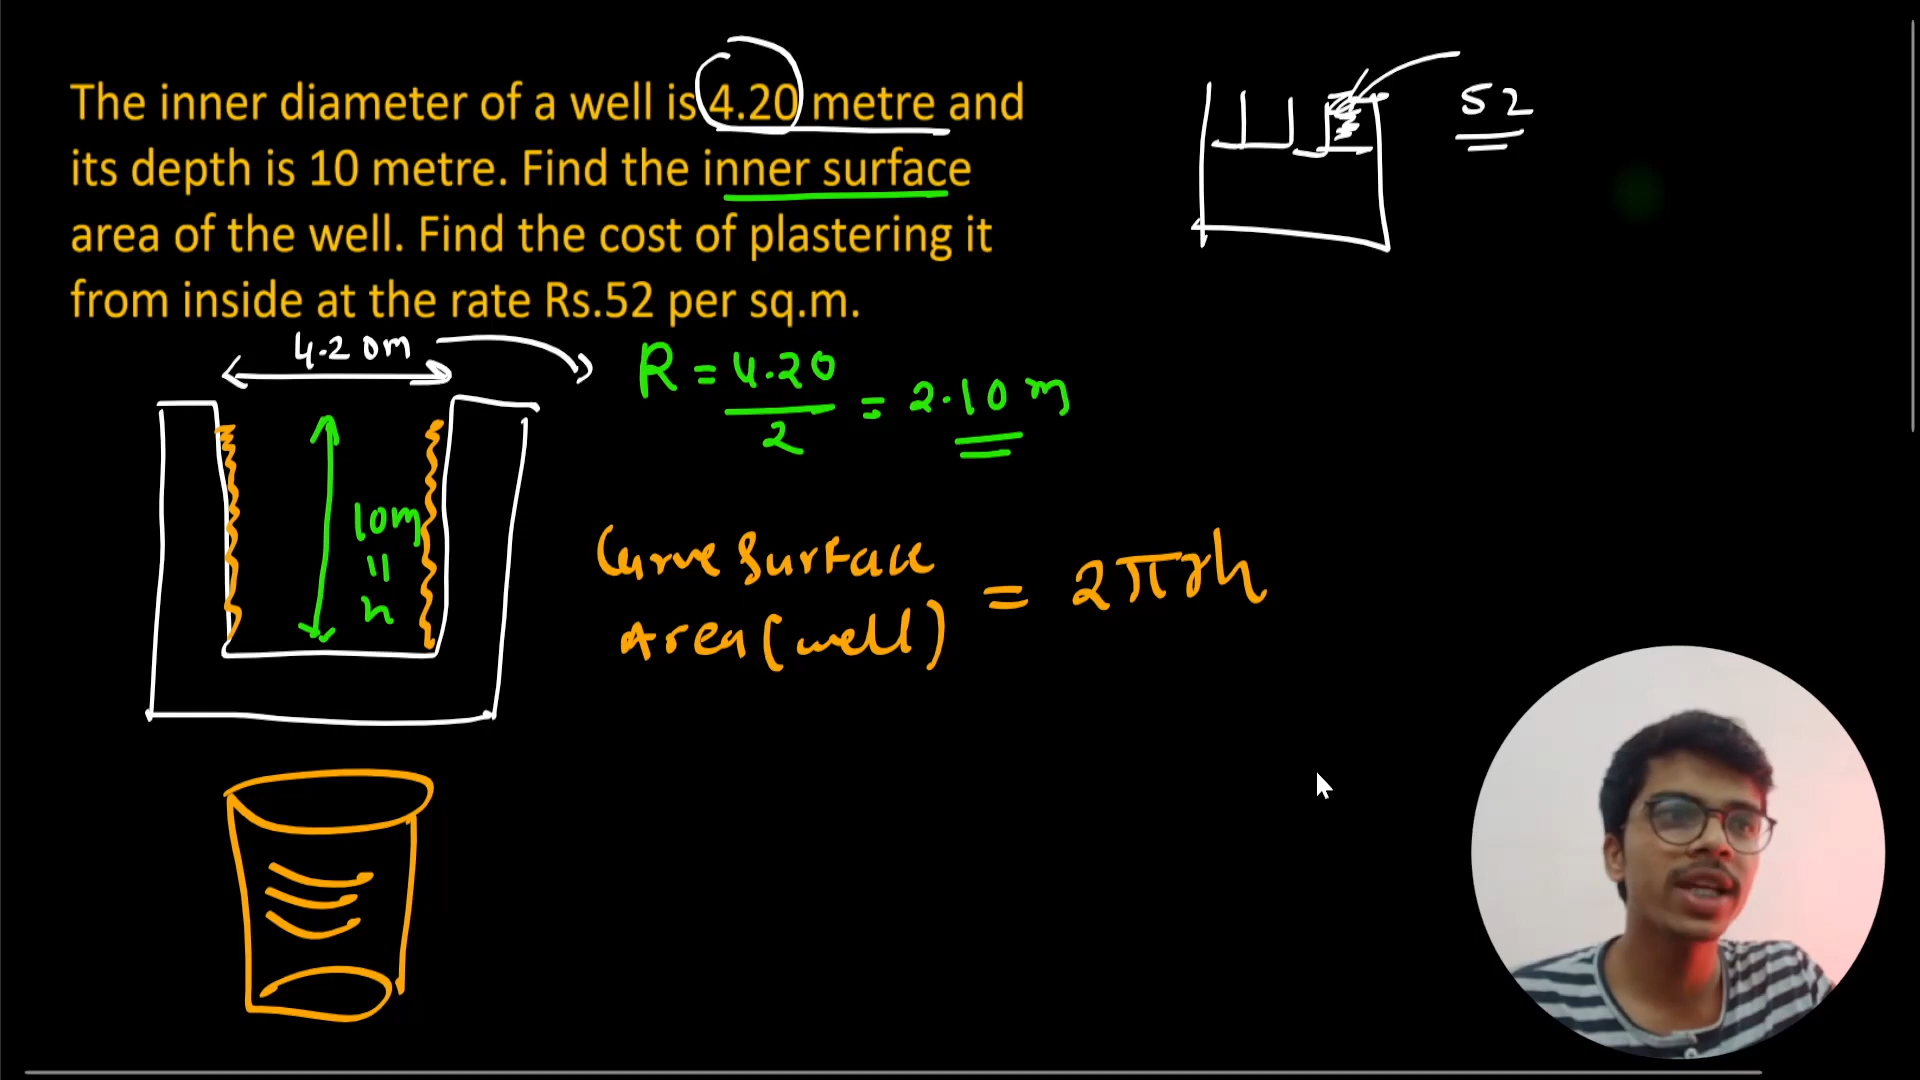 The inner diameter of a well is 4.20 metre and
its depth is 10 metre. Find the inner surface
area of the well. Find the cost of plastering it
from inside at the rate Rs.52 per sq.m.
52
4.20m
R = 4.20/2 = 2.10 m
10m
=
h
Curve Surface
Area (well) = 2πrh